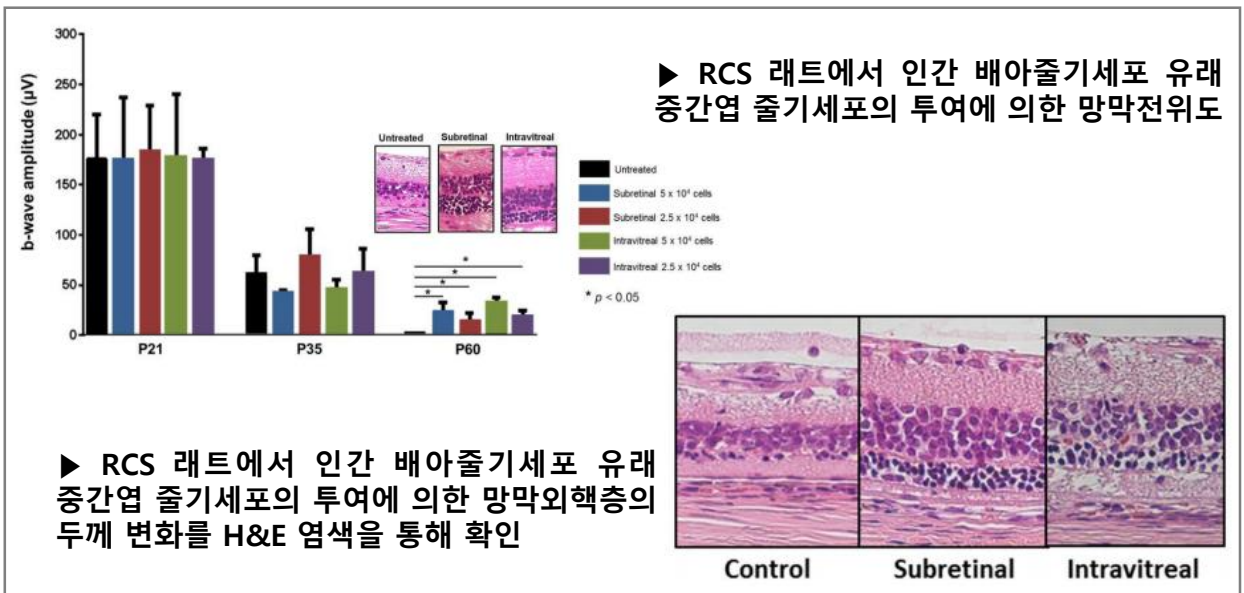 300
250
200
150
100
50
0
b-wave amplitude (µV)
P21
P35
P60
Untreated
Subretinal
Intravitreal
*
*
*
*
Untreated
Subretinal 5 x 10⁴ cells
Subretinal 2.5 x 10⁴ cells
Intravitreal 5 x 10⁴ cells
Intravitreal 2.5 x 10⁴ cells
* p < 0.05
▶ RCS 래트에서 인간 배아줄기세포 유래
중간엽 줄기세포의 투여에 의한 망막전위도
▶ RCS 래트에서 인간 배아줄기세포 유래
중간엽 줄기세포의 투여에 의한 망막외핵층의
두께 변화를 H&E 염색을 통해 확인
Control
Subretinal
Intravitreal